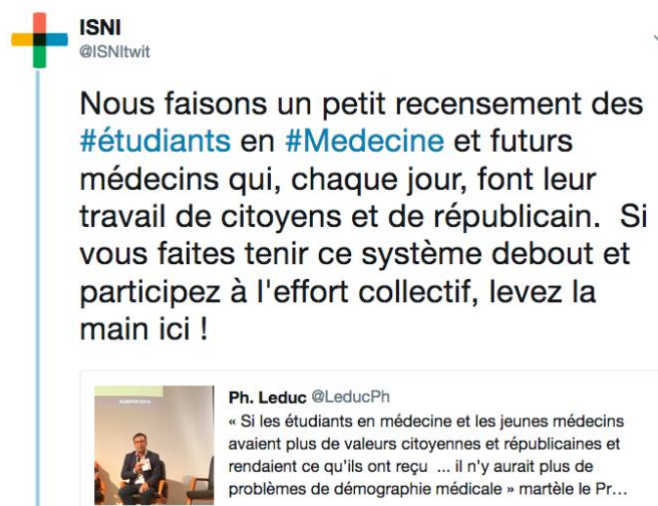 ISNI
@ISNItwit
Nous faisons un petit recensement des
#étudiants en #Medecine et futurs
médecins qui, chaque jour, font leur
travail de citoyens et de républicain.  Si
vous faites tenir ce système debout et
participez à l'effort collectif, levez la
main ici !
Ph. Leduc @LeducPh
« Si les étudiants en médecine et les jeunes médecins
avaient plus de valeurs citoyennes et républicaines et
rendaient ce qu'ils ont reçu  ... il n'y aurait plus de
problèmes de démographie médicale » martèle le Pr...